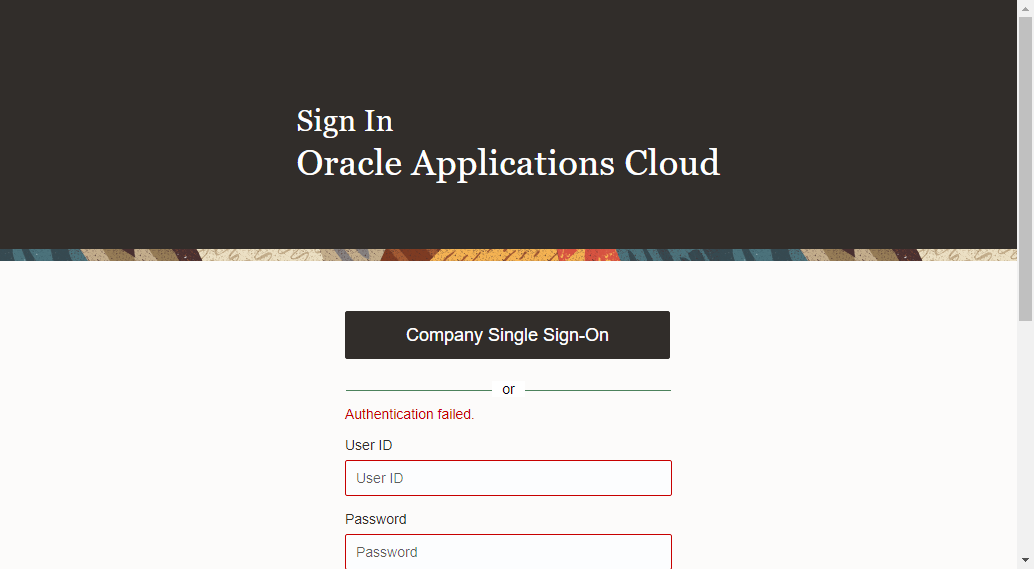 Sign In
Oracle Applications Cloud
Company Single Sign-On
or
Authentication failed.
User ID
User ID
Password
Password